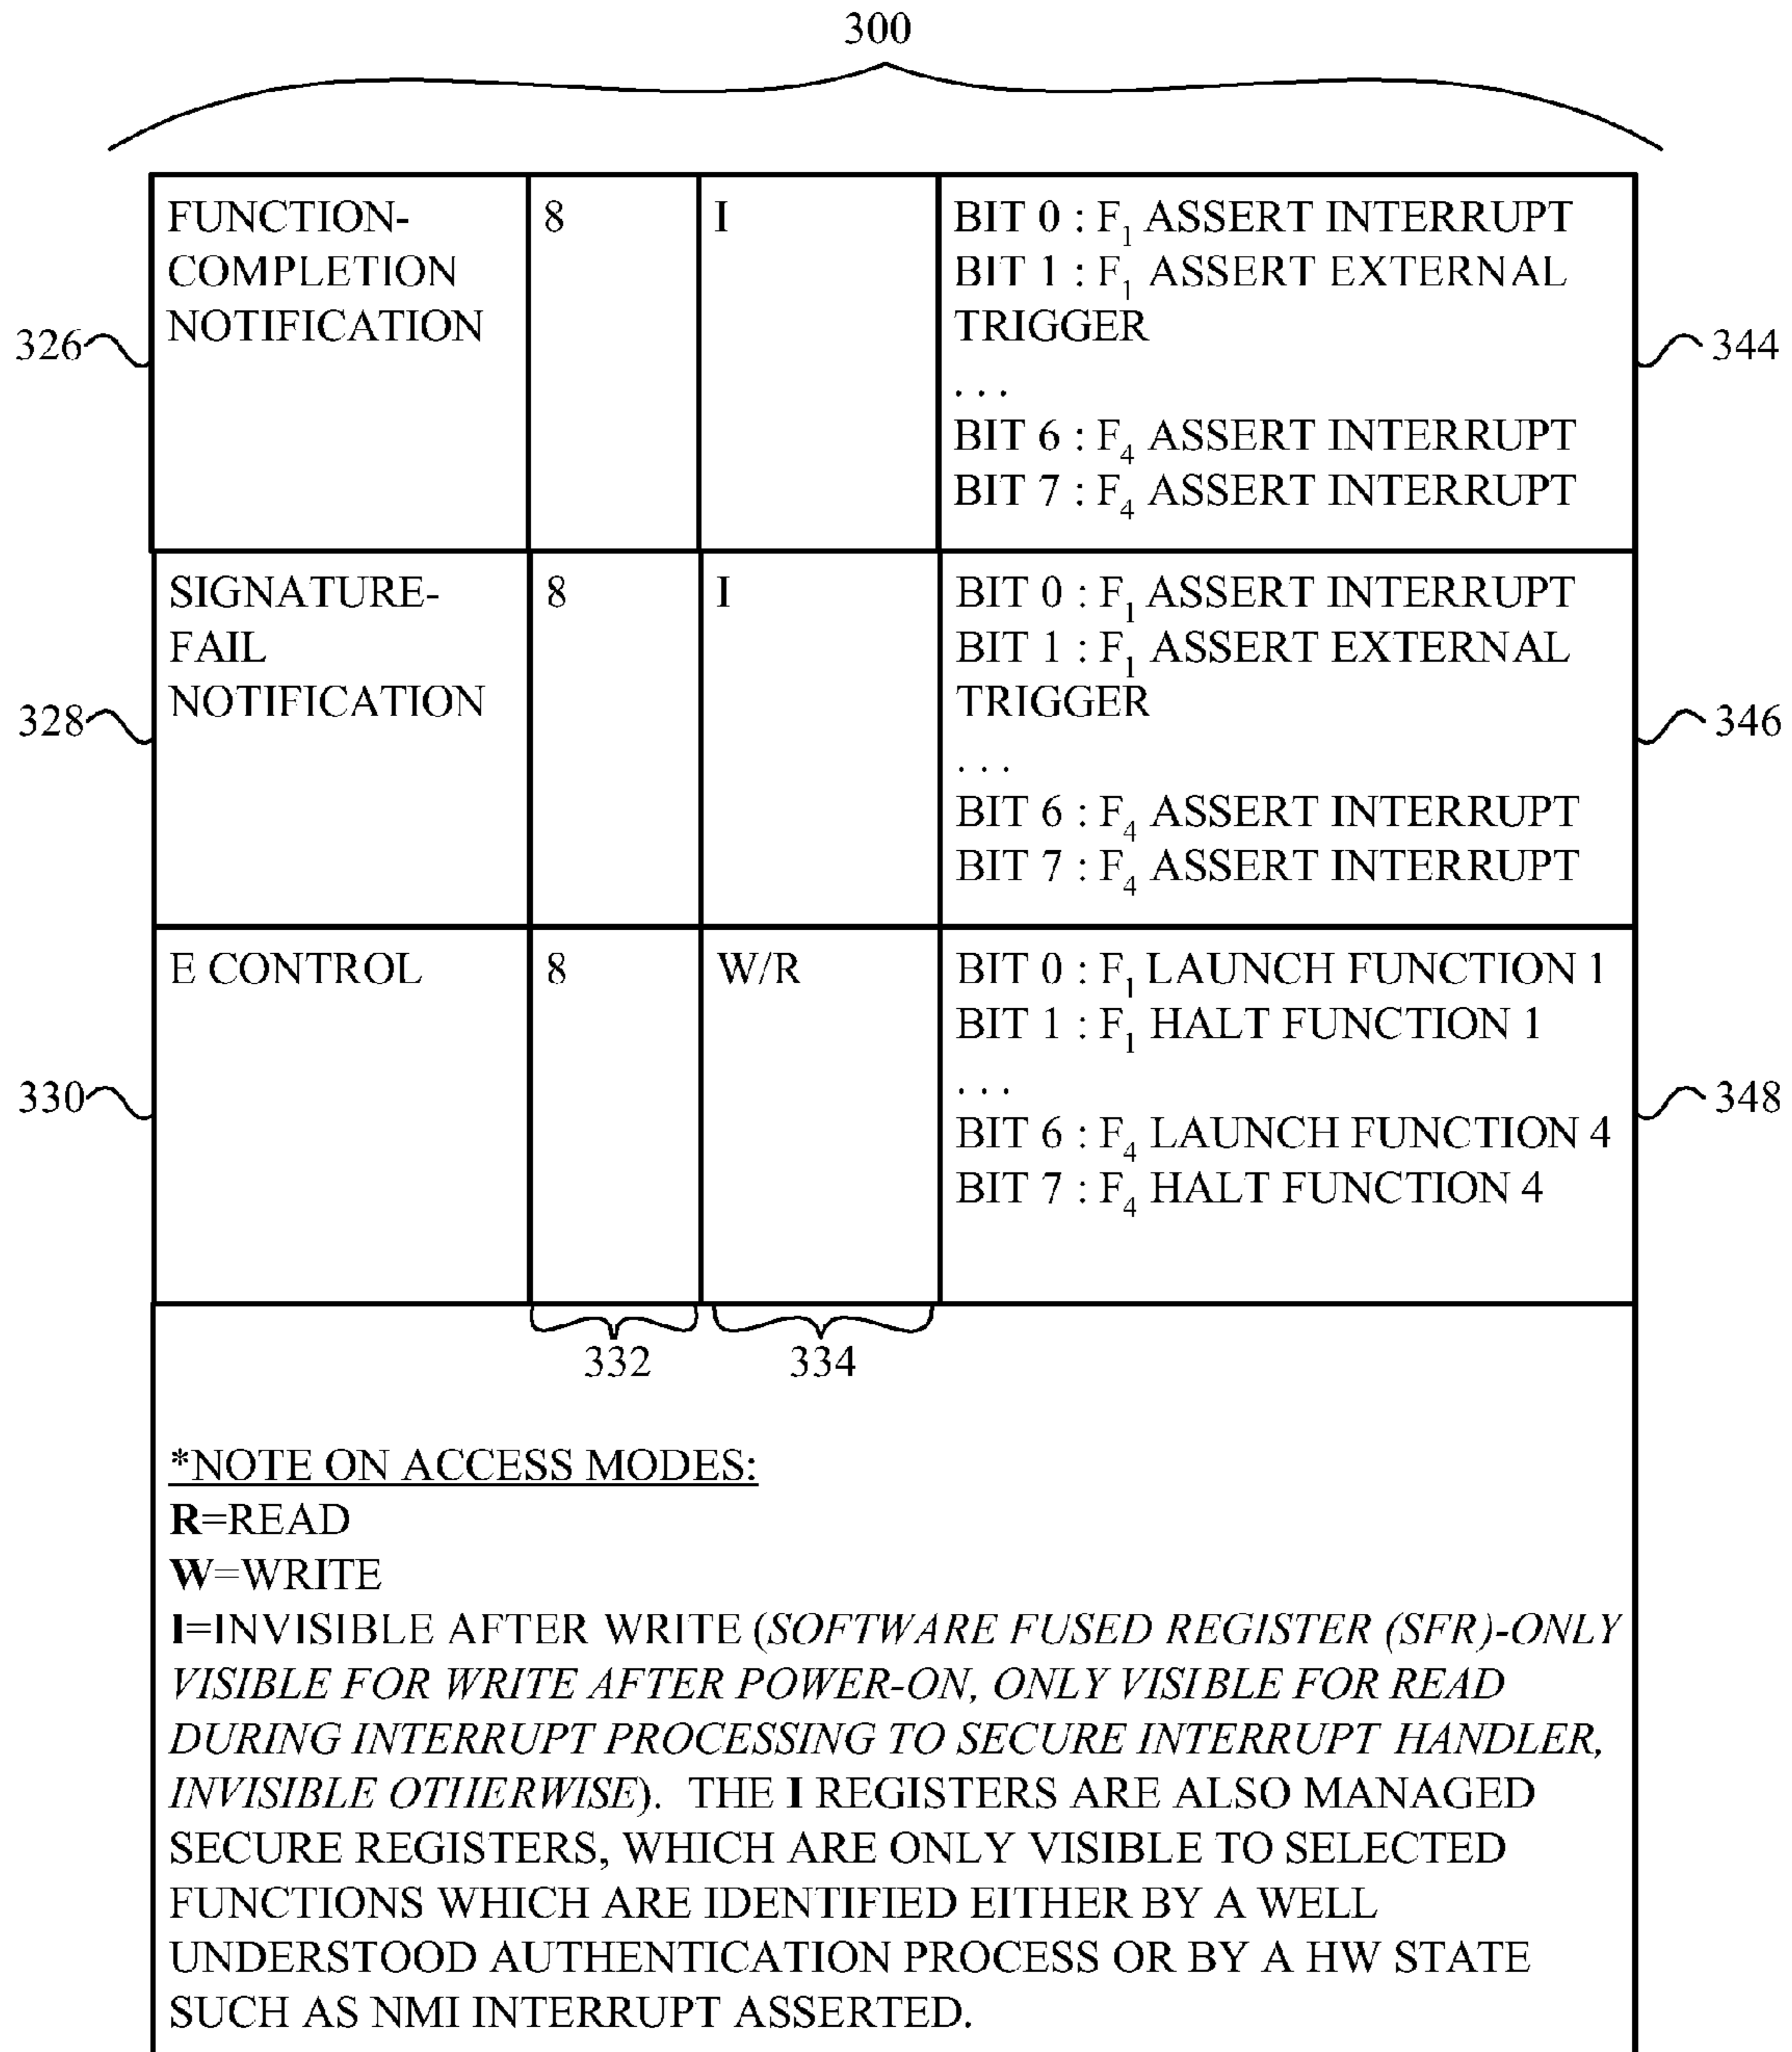 300
FUNCTION-
COMPLETION
NOTIFICATION
8
I
BIT 0 : F1 ASSERT INTERRUPT
BIT 1 : F1 ASSERT EXTERNAL
TRIGGER
. . .
BIT 6 : F4 ASSERT INTERRUPT
BIT 7 : F4 ASSERT INTERRUPT
326
344
SIGNATURE-
FAIL
NOTIFICATION
8
I
BIT 0 : F1 ASSERT INTERRUPT
BIT 1 : F1 ASSERT EXTERNAL
TRIGGER
. . .
BIT 6 : F4 ASSERT INTERRUPT
BIT 7 : F4 ASSERT INTERRUPT
328
346
E CONTROL
8
W/R
BIT 0 : F1 LAUNCH FUNCTION 1
BIT 1 : F1 HALT FUNCTION 1
. . .
BIT 6 : F4 LAUNCH FUNCTION 4
BIT 7 : F4 HALT FUNCTION 4
330
348
332
334
*NOTE ON ACCESS MODES:
R=READ
W=WRITE
I=INVISIBLE AFTER WRITE (SOFTWARE FUSED REGISTER (SFR)-ONLY
VISIBLE FOR WRITE AFTER POWER-ON, ONLY VISIBLE FOR READ
DURING INTERRUPT PROCESSING TO SECURE INTERRUPT HANDLER,
INVISIBLE OTHERWISE). THE I REGISTERS ARE ALSO MANAGED
SECURE REGISTERS, WHICH ARE ONLY VISIBLE TO SELECTED
FUNCTIONS WHICH ARE IDENTIFIED EITHER BY A WELL
UNDERSTOOD AUTHENTICATION PROCESS OR BY A HW STATE
SUCH AS NMI INTERRUPT ASSERTED.